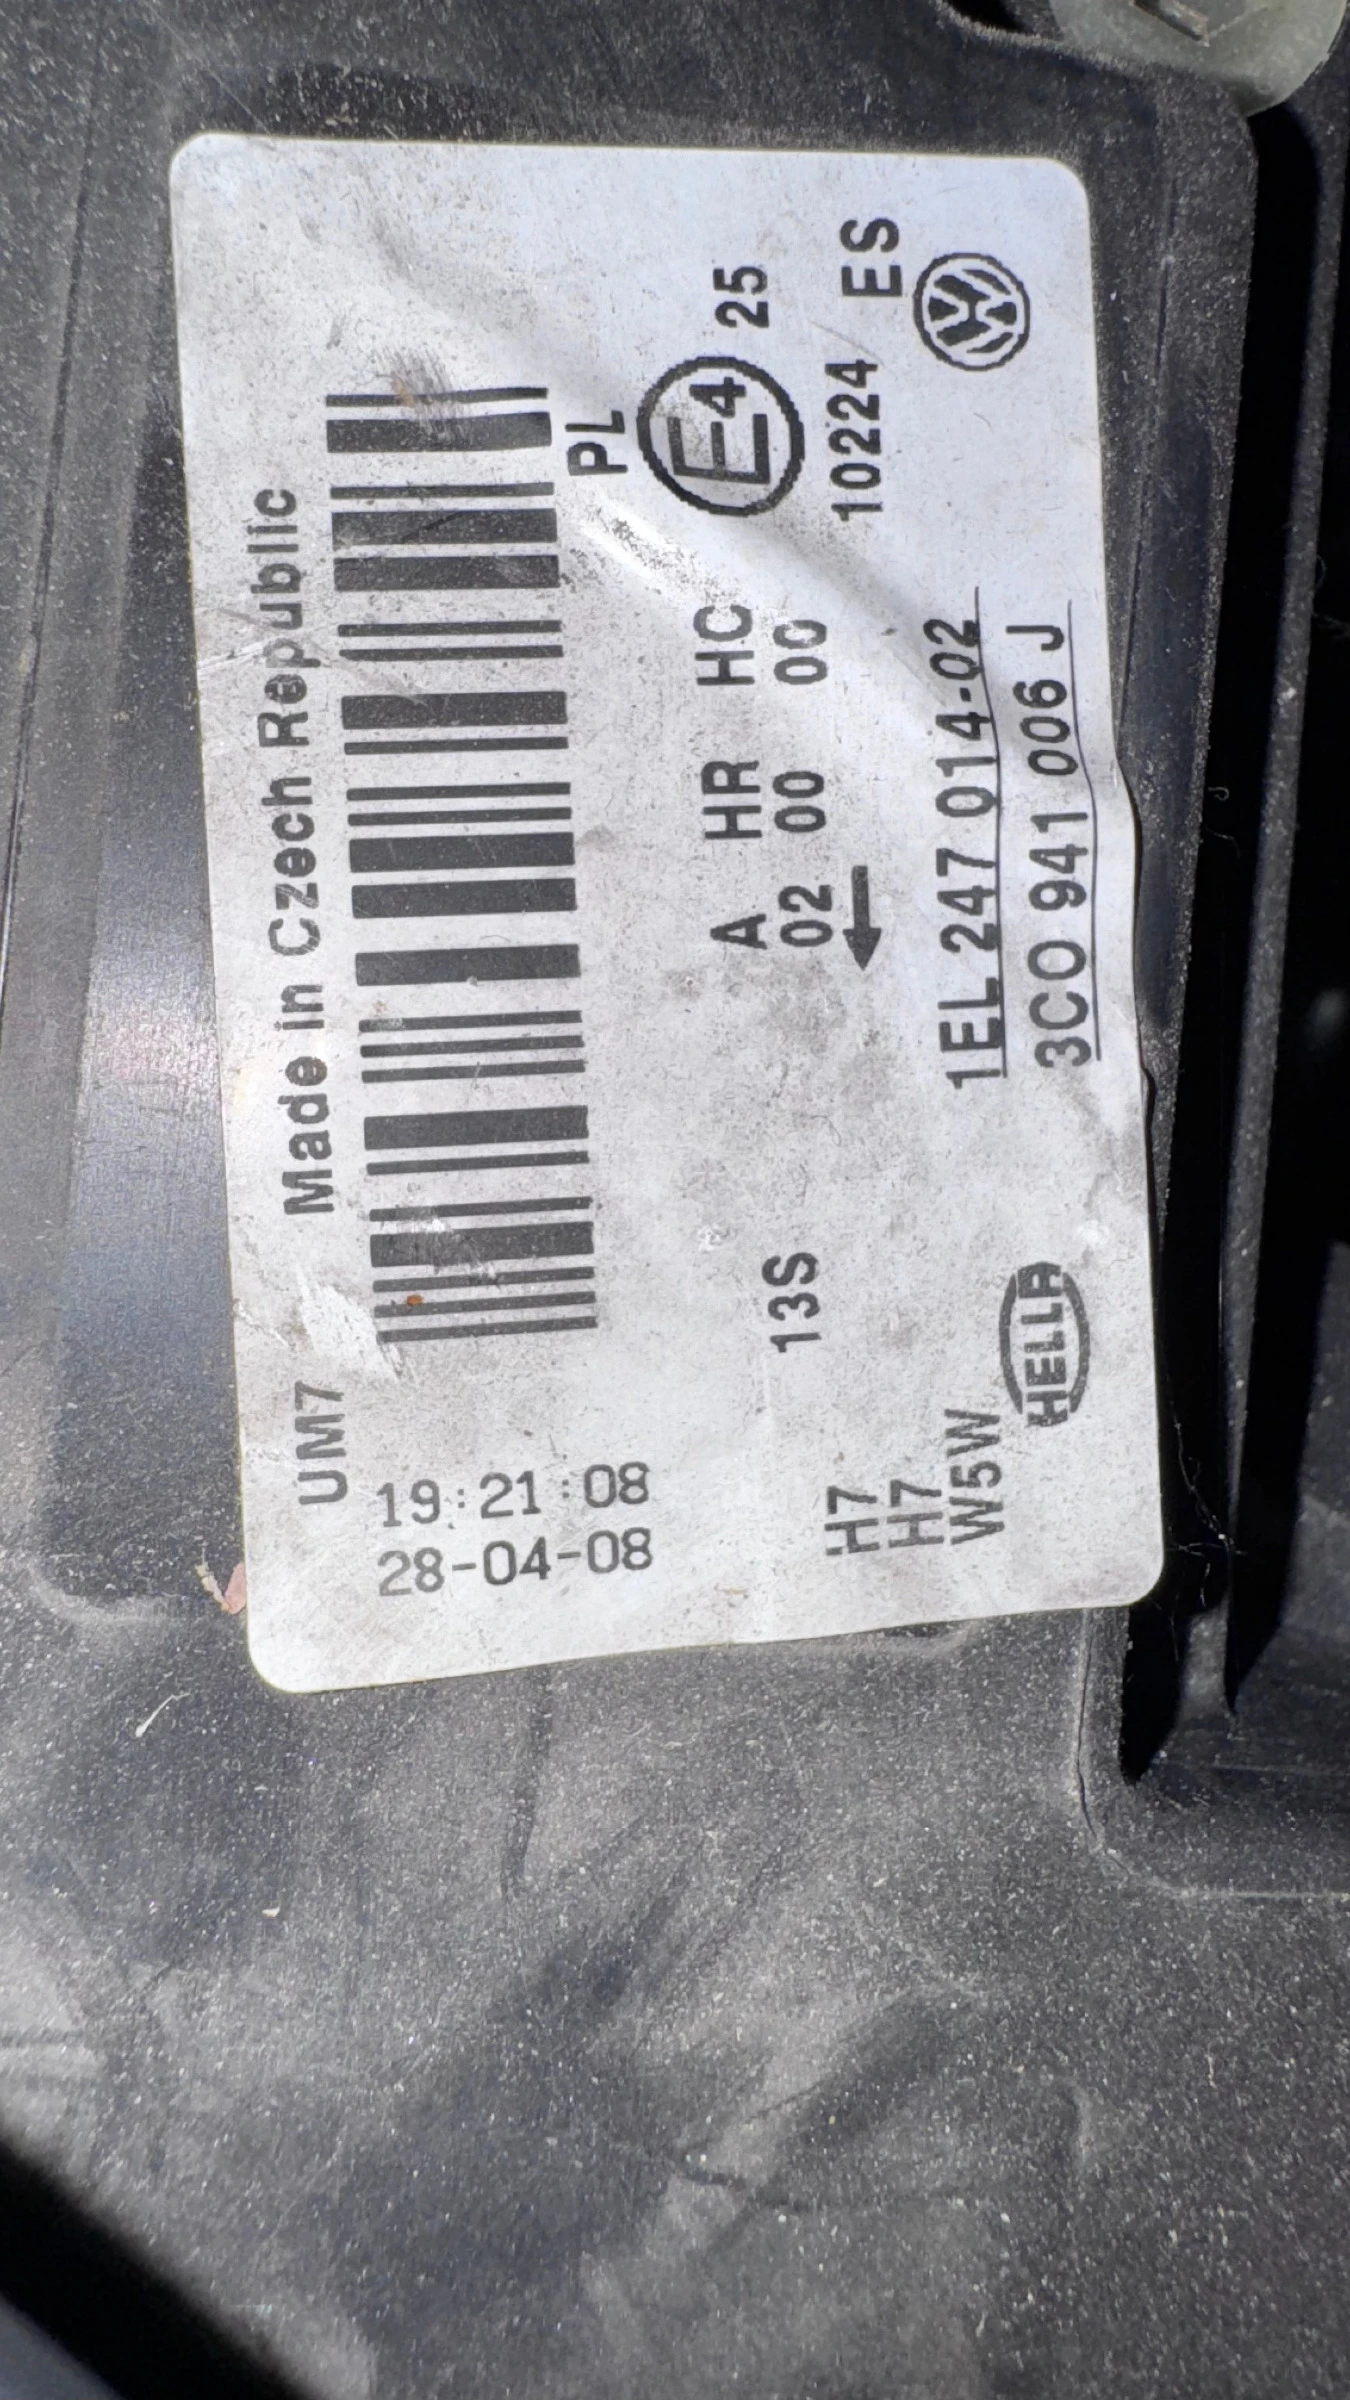 UM7 Made in Czech Republic
19:21:08
28-04-08
PL
E4 25
A HR HC
13S 02 00 00
10224 ES
H7
H7
W5W
1EL 247 014-02
HELLA 3CO 941 006 J